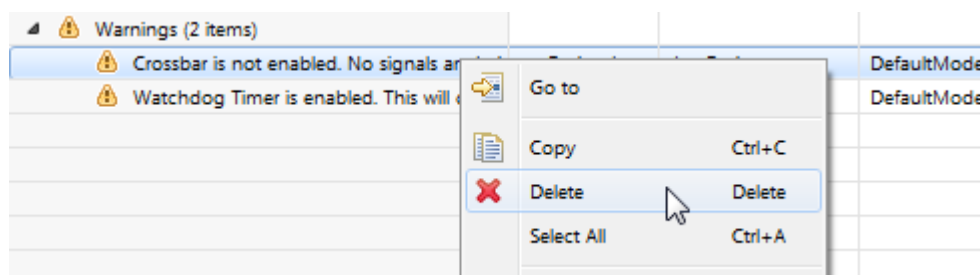 Warnings (2 items)
Crossbar is not enabled. No signals DefaultMode
Go to
Watchdog Timer is enabled. This will DefaultMode
Copy Ctrl+C
Delete Delete
Select All Ctrl+A